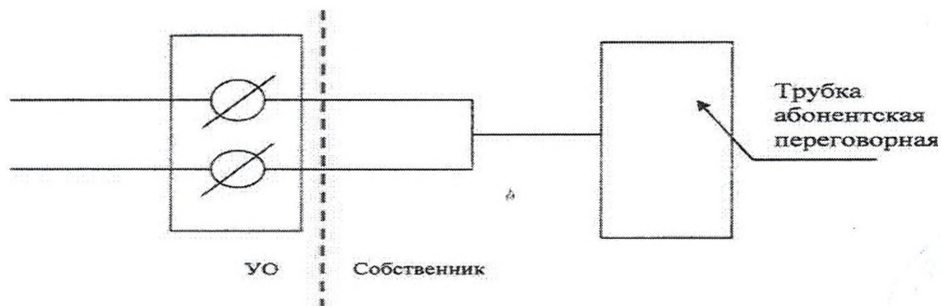 Трубка
абонентская
переговорная
УО
Собственник